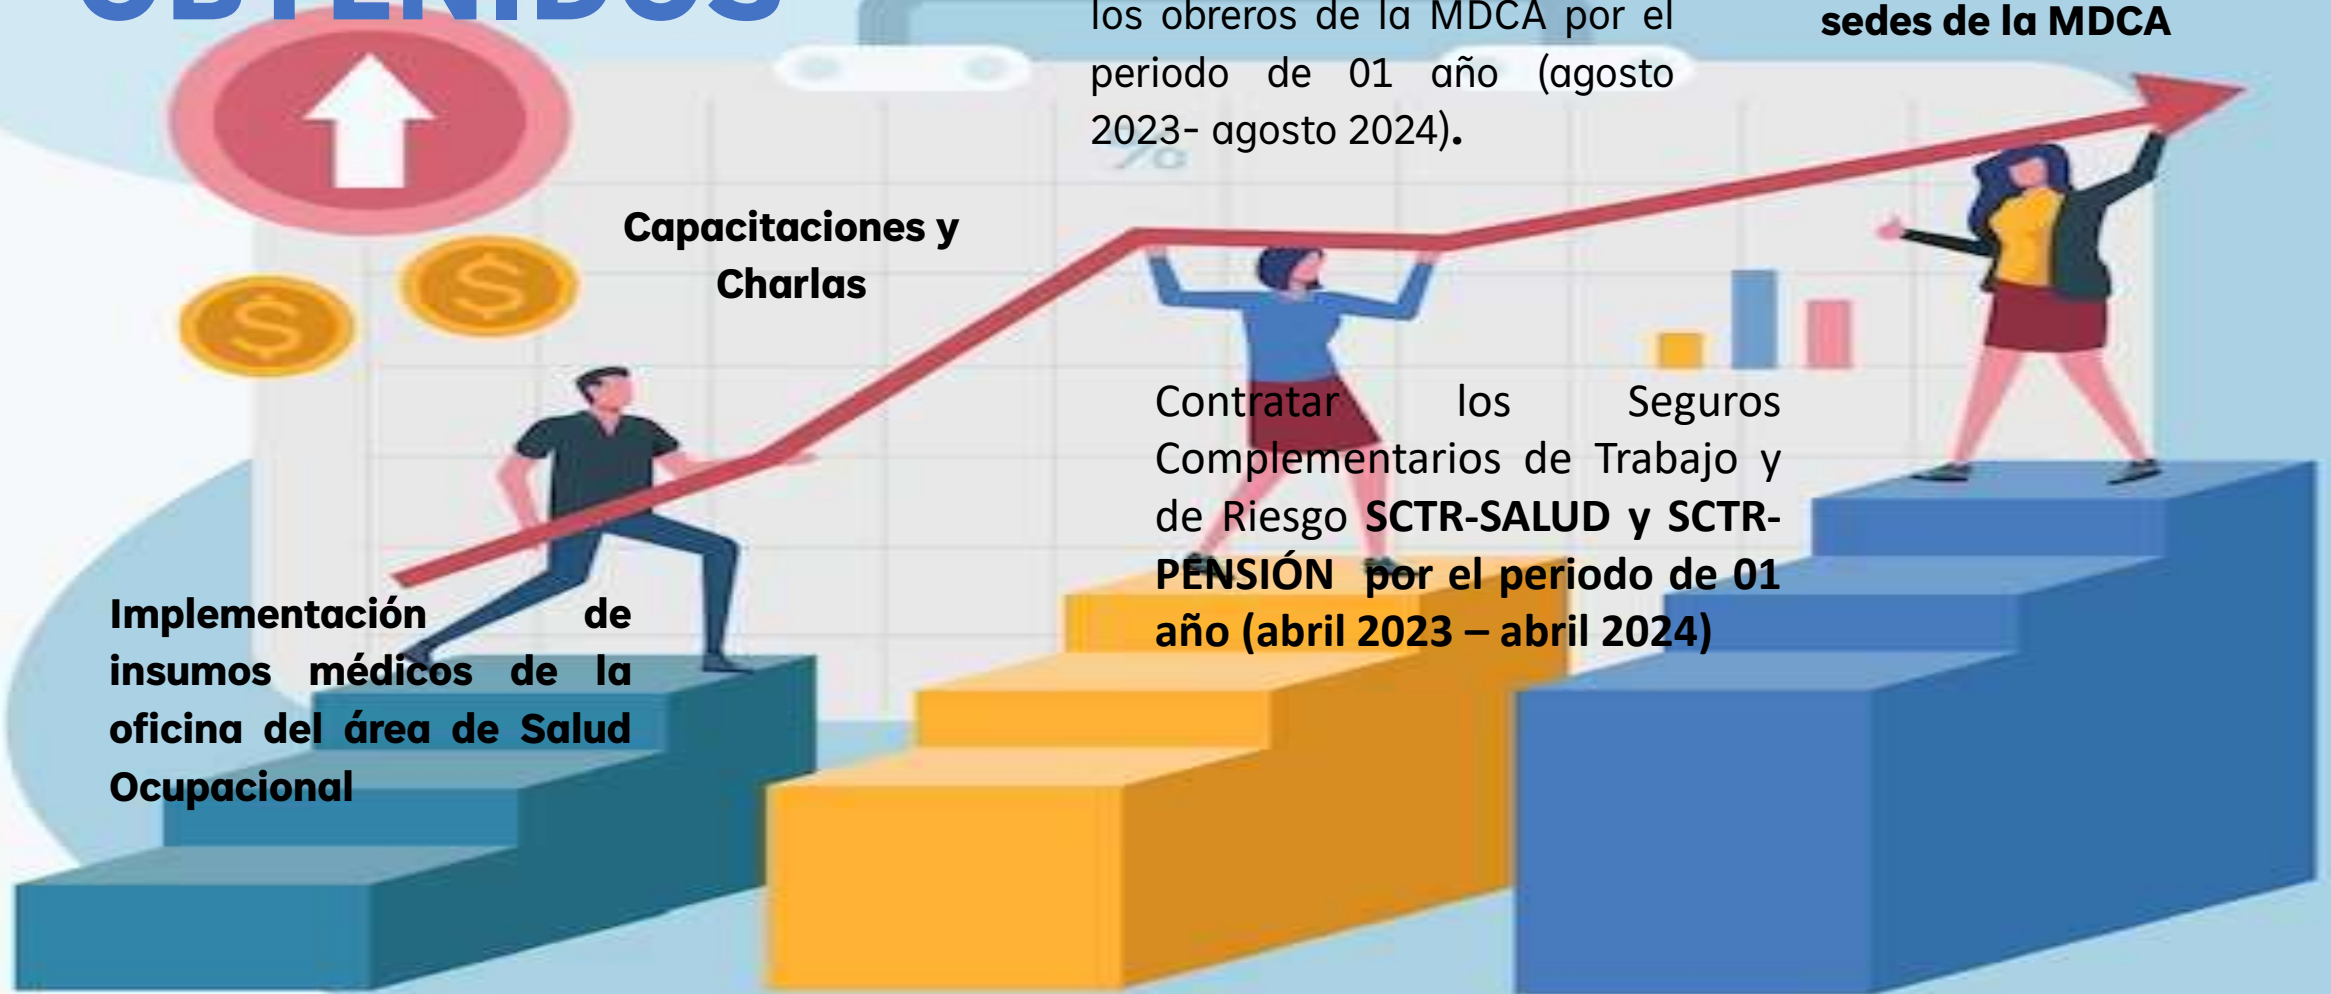 OBTENIDOS
los obreros de la MDCA por el
periodo de 01 año (agosto
2023- agosto 2024).
sedes de la MDCA
Capacitaciones y
Charlas
Contratar los Seguros
Complementarios de Trabajo y
de Riesgo SCTR-SALUD y SCTR-
PENSIÓN por el periodo de 01
año (abril 2023 – abril 2024)
Implementación de
insumos médicos de la
oficina del área de Salud
Ocupacional
%
$
$